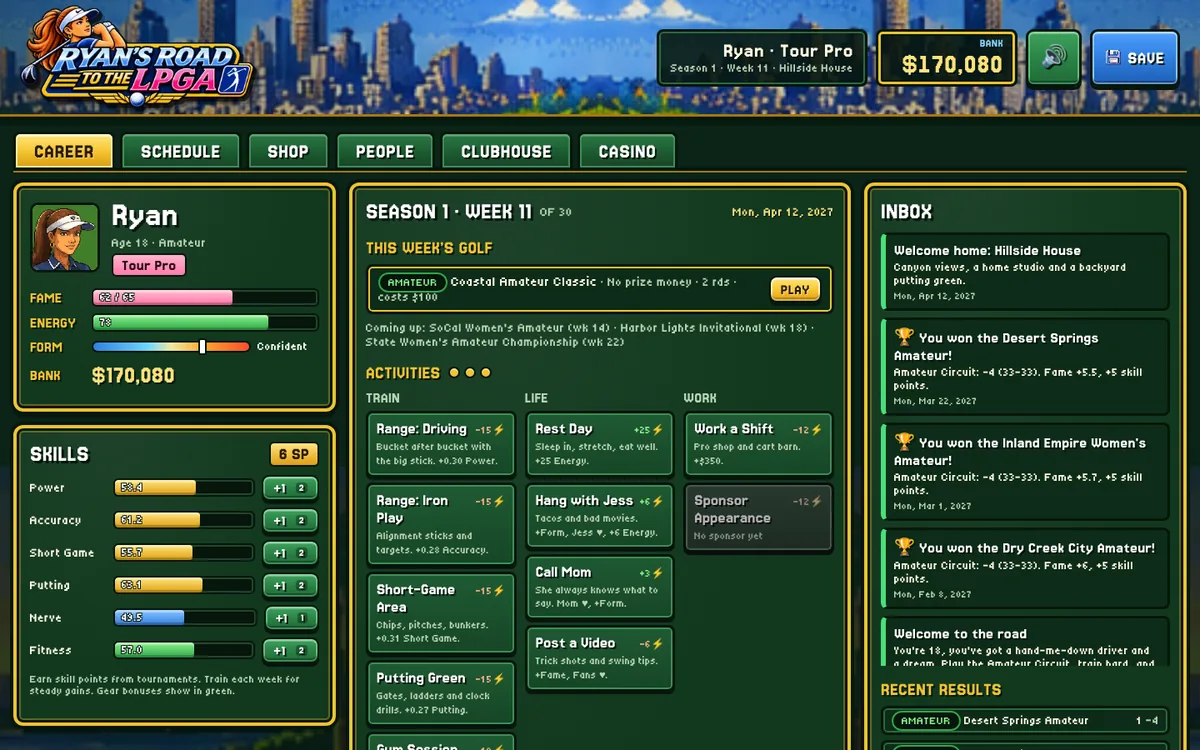 RYAN'S ROAD
TO THE LPGA
Ryan · Tour Pro
Season 1 · Week 11 · Hillside House
BANK
$170,080
SAVE
CAREER
SCHEDULE
SHOP
PEOPLE
CLUBHOUSE
CASINO
Ryan
Age 18 · Amateur
Tour Pro
FAME
62 / 65
ENERGY
78
FORM
Confident
BANK
$170,080
SKILLS
6 SP
Power
58.4
+1 2
Accuracy
61.2
+1 2
Short Game
55.7
+1 2
Putting
63.1
+1 2
Nerve
48.5
+1 1
Fitness
57.0
+1 2
Earn skill points from tournaments. Train each week for
steady gains. Gear bonuses show in green.
SEASON 1 · WEEK 11 OF 30
Mon, Apr 12, 2027
THIS WEEK'S GOLF
AMATEUR Coastal Amateur Classic · No prize money · 2 rds ·
costs $100
PLAY
Coming up: SoCal Women's Amateur (wk 14) · Harbor Lights Invitational (wk 18) ·
State Women's Amateur Championship (wk 22)
ACTIVITIES
TRAIN
Range: Driving -15⚡
Bucket after bucket with
the big stick. +0.30 Power.
Range: Iron -15⚡
Play
Alignment sticks and
targets. +0.28 Accuracy.
Short-Game -15⚡
Area
Chips, pitches, bunkers.
+0.31 Short Game.
Putting Green -15⚡
Gates, ladders and clock
drills. +0.27 Putting.
Gym Session
LIFE
Rest Day +25⚡
Sleep in, stretch, eat well.
+25 Energy.
Hang with Jess +6⚡
Tacos and bad movies.
+Form, Jess ♥, +6 Energy.
Call Mom +3⚡
She always knows what to
say. Mom ♥, +Form.
Post a Video -6⚡
Trick shots and swing tips.
+Fame, Fans ♥.
WORK
Work a Shift -12⚡
Pro shop and cart barn.
+$350.
Sponsor -12⚡
Appearance
No sponsor yet
INBOX
Welcome home: Hillside House
Canyon views, a home studio and a backyard
putting green.
Mon, Apr 12, 2027
🏆 You won the Desert Springs
Amateur!
Amateur Circuit: -4 (33-33). Fame +5.5, +5 skill
points.
Mon, Mar 22, 2027
🏆 You won the Inland Empire Women's
Amateur!
Amateur Circuit: -4 (33-33). Fame +5.7, +5 skill
points.
Mon, Mar 1, 2027
🏆 You won the Dry Creek City Amateur!
Amateur Circuit: -4 (33-33). Fame +6, +5 skill
points.
Mon, Feb 8, 2027
Welcome to the road
You're 18, you've got a hand-me-down driver and
a dream. Play the Amateur Circuit, train hard, and
RECENT RESULTS
AMATEUR Desert Springs Amateur 1 -4